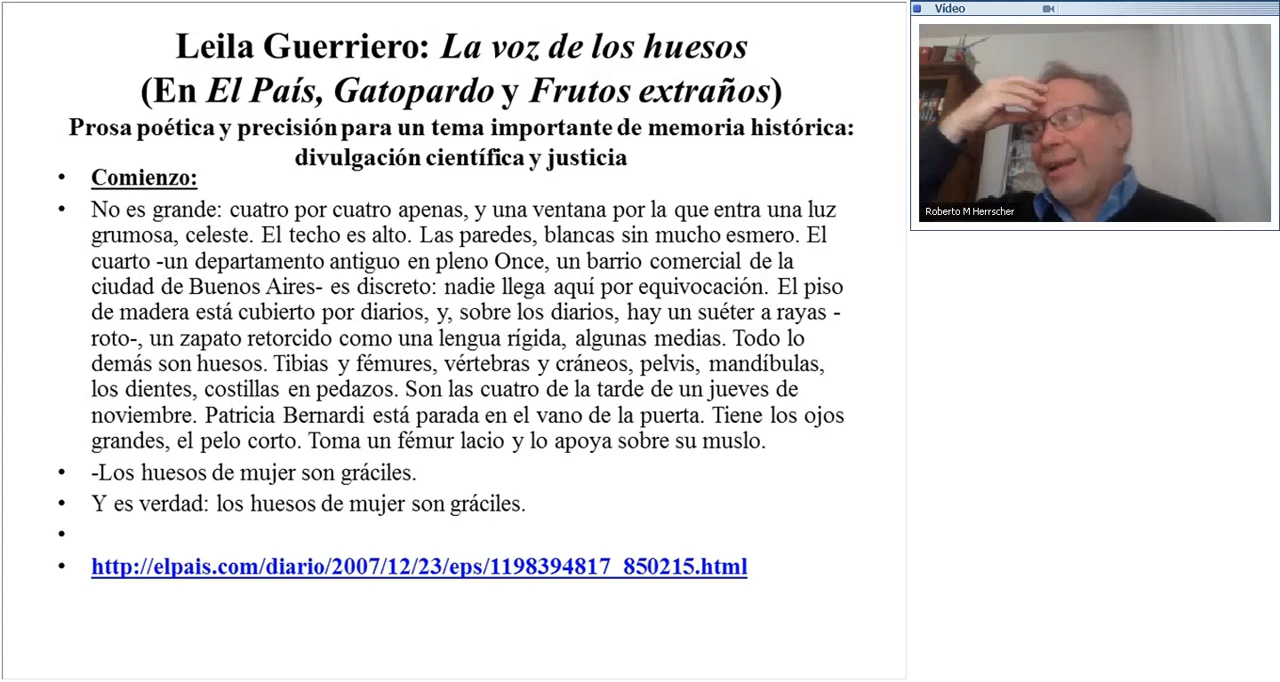 Leila Guerriero: La voz de los huesos
(En El País, Gatopardo y Frutos extraños)
Prosa poética y precisión para un tema importante de memoria histórica:
divulgación científica y justicia
• Comienzo:
• No es grande: cuatro por cuatro apenas, y una ventana por la que entra una luz
grumosa, celeste. El techo es alto. Las paredes, blancas sin mucho esmero. El
cuarto -un departamento antiguo en pleno Once, un barrio comercial de la
ciudad de Buenos Aires- es discreto: nadie llega aquí por equivocación. El piso
de madera está cubierto por diarios, y, sobre los diarios, hay un suéter a rayas -
roto-, un zapato retorcido como una lengua rígida, algunas medias. Todo lo
demás son huesos. Tibias y fémures, vértebras y cráneos, pelvis, mandíbulas,
los dientes, costillas en pedazos. Son las cuatro de la tarde de un jueves de
noviembre. Patricia Bernardi está parada en el vano de la puerta. Tiene los ojos
grandes, el pelo corto. Toma un fémur lacio y lo apoya sobre su muslo.
• -Los huesos de mujer son gráciles.
• Y es verdad: los huesos de mujer son gráciles.
•
• http://elpais.com/diario/2007/12/23/eps/1198394817_850215.html
Vídeo
Roberto M Herrscher